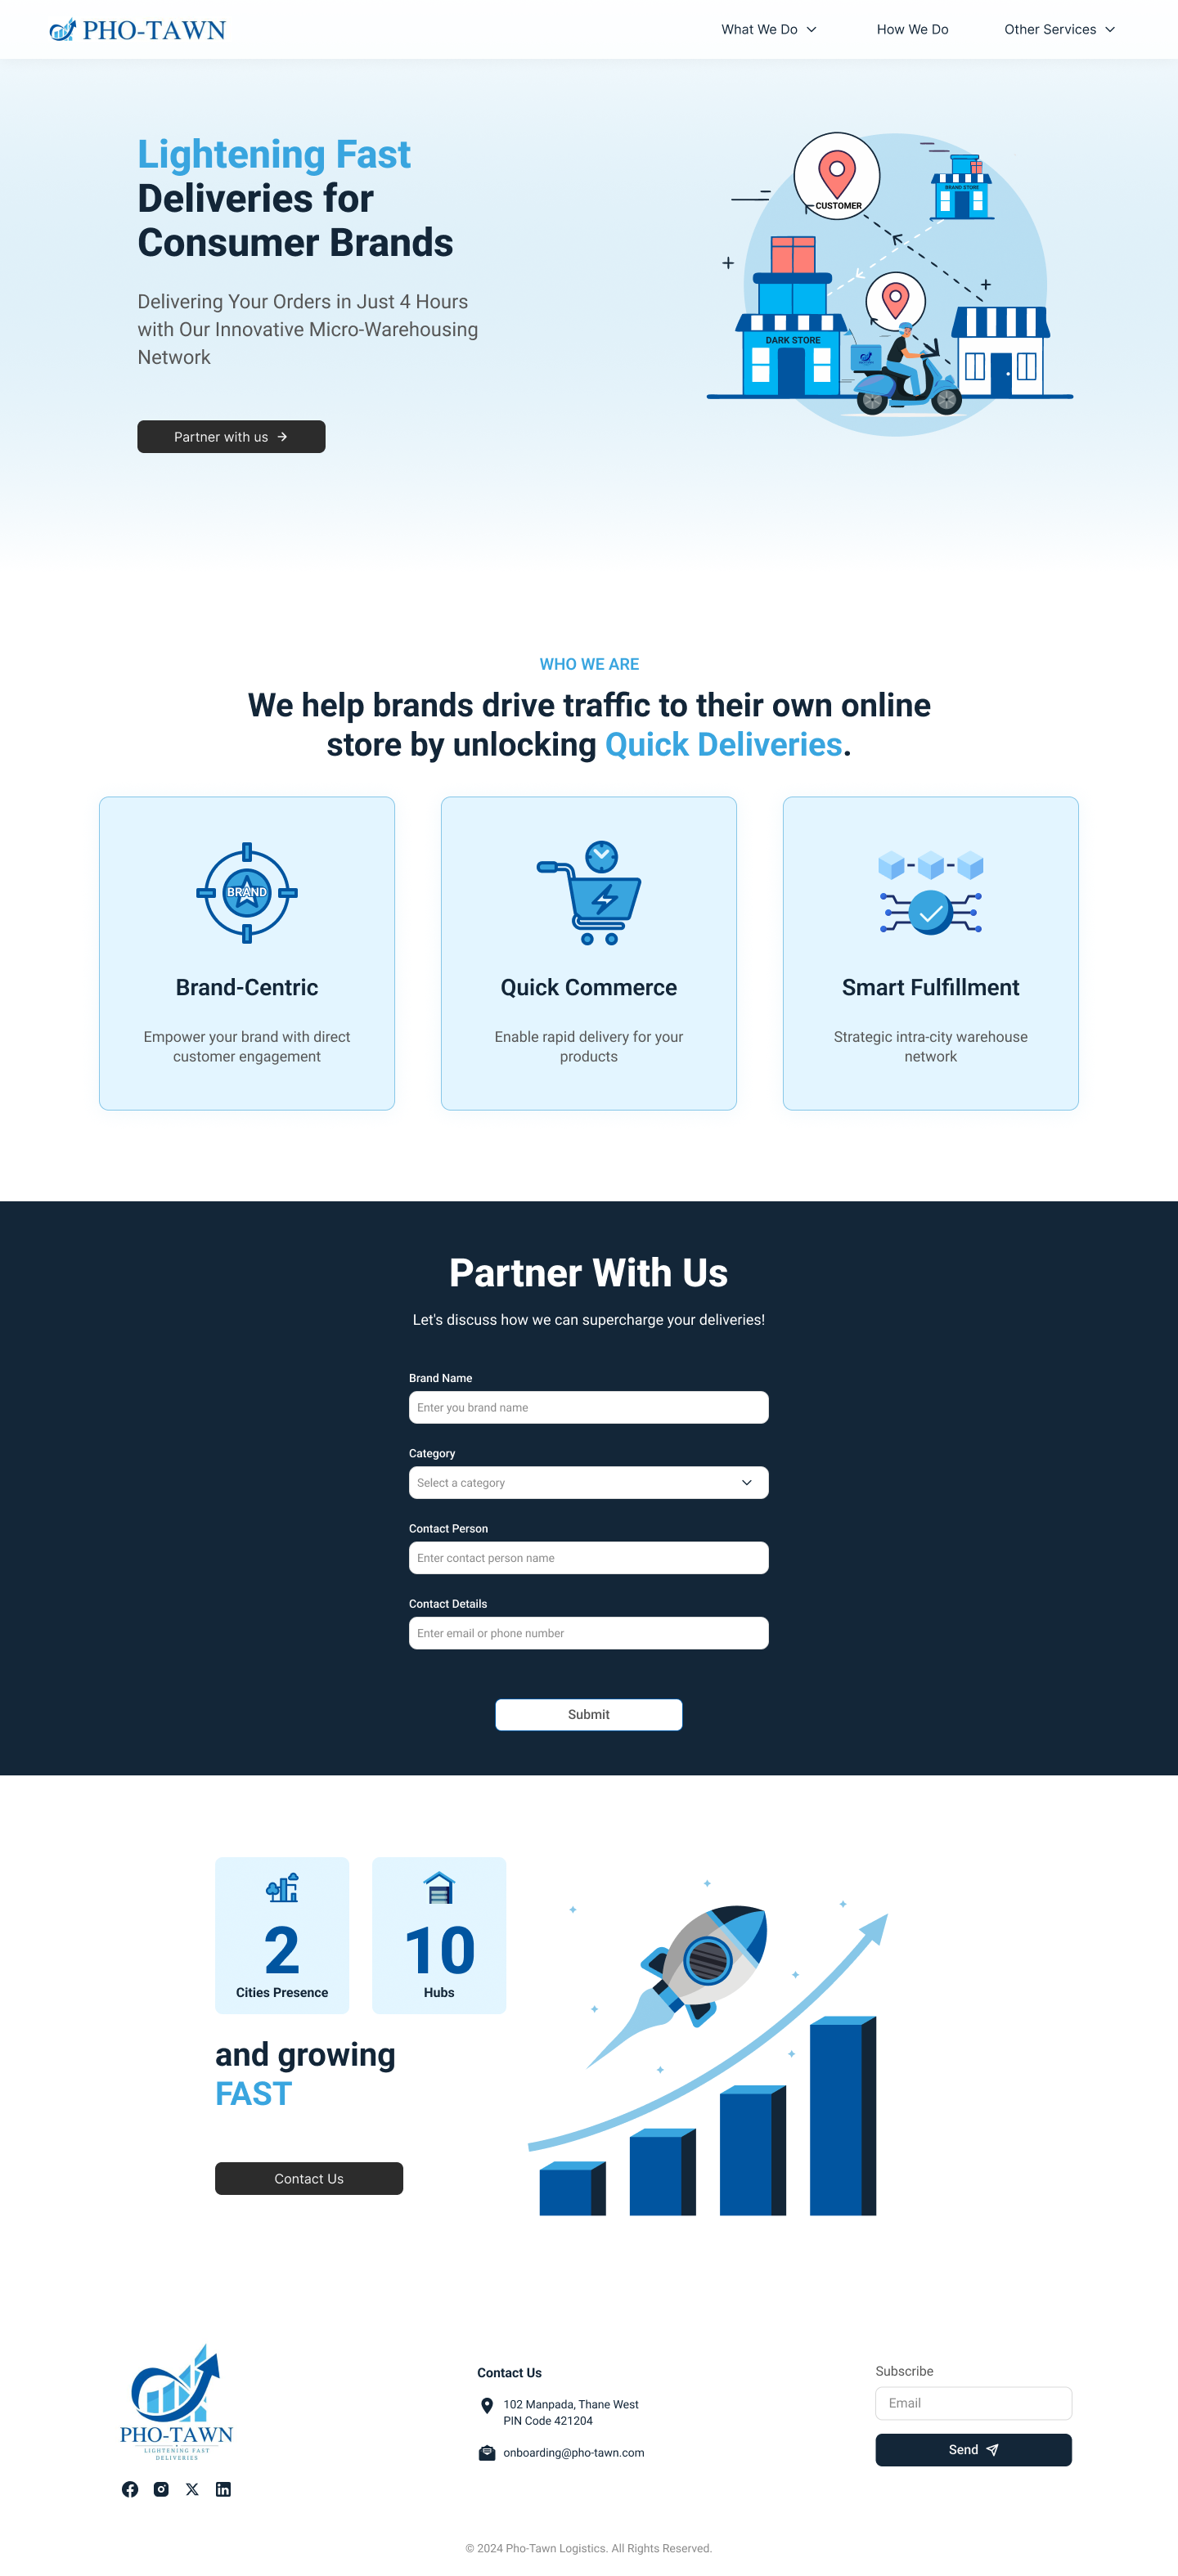 PHO-TAWN
What We Do
How We Do
Other Services
Lightening Fast
Deliveries for
Consumer Brands
Delivering Your Orders in Just 4 Hours
with Our Innovative Micro-Warehousing
Network
Partner with us
CUSTOMER
BRAND STORE
DARK STORE
WHO WE ARE
We help brands drive traffic to their own online
store by unlocking Quick Deliveries.
BRAND
Brand-Centric
Empower your brand with direct
customer engagement
Quick Commerce
Enable rapid delivery for your
products
Smart Fulfillment
Strategic intra-city warehouse
network
Partner With Us
Let's discuss how we can supercharge your deliveries!
Brand Name
Enter you brand name
Category
Select a category
Contact Person
Enter contact person name
Contact Details
Enter email or phone number
Submit
2
Cities Presence
10
Hubs
and growing
FAST
Contact Us
PHO-TAWN
LIGHTENING FAST
DELIVERIES
Contact Us
102 Manpada, Thane West
PIN Code 421204
onboarding@pho-tawn.com
Subscribe
Email
Send
© 2024 Pho-Tawn Logistics. All Rights Reserved.